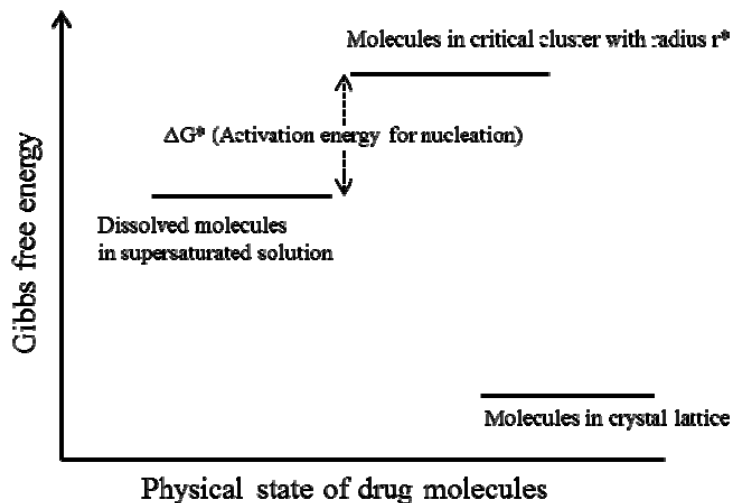 Molecules in critical cluster with radius r*
ΔG* (Activation energy for nucleation)
Dissolved molecules
in supersaturated solution
Molecules in crystal lattice
Gibbs free energy
Physical state of drug molecules